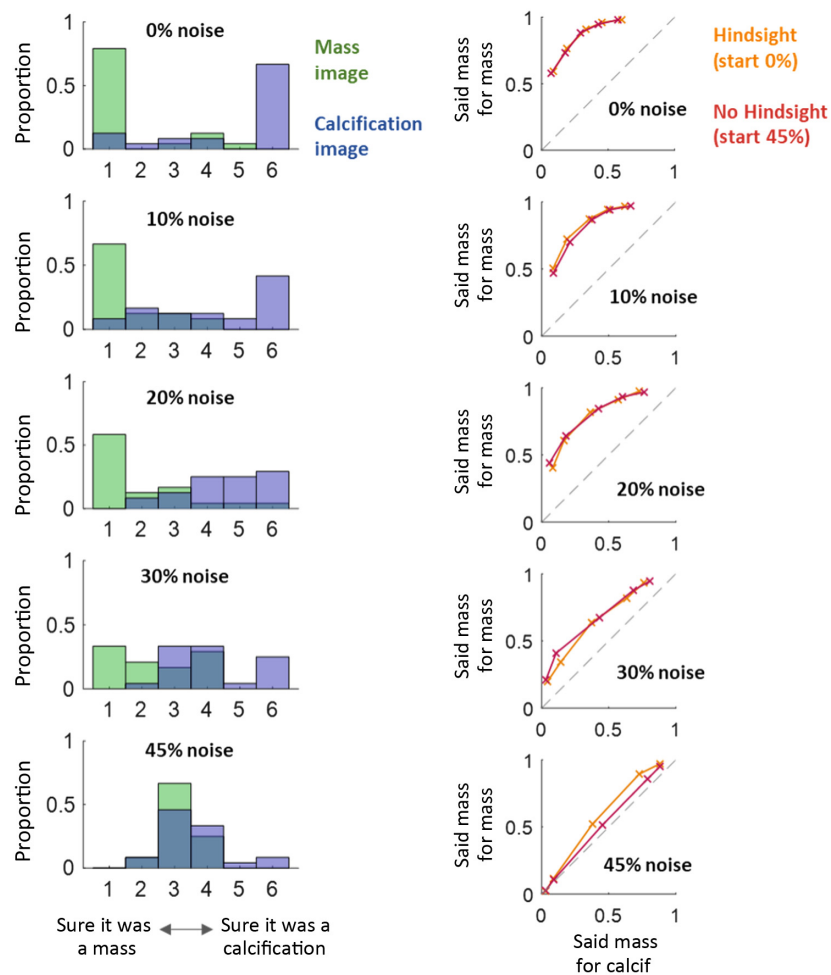 0% noise
1
0.5
0
Proportion
1 2 3 4 5 6
Mass
image
Calcification
image
10% noise
1
0.5
0
Proportion
1 2 3 4 5 6
20% noise
1
0.5
0
Proportion
1 2 3 4 5 6
30% noise
1
0.5
0
Proportion
1 2 3 4 5 6
45% noise
1
0.5
0
Proportion
1 2 3 4 5 6
Sure it was
a mass
Sure it was a
calcification
1
0.5
0
Said mass
for mass
0% noise
0 0.5 1
Hindsight
(start 0%)
No Hindsight
(start 45%)
1
0.5
0
Said mass
for mass
10% noise
0 0.5 1
1
0.5
0
Said mass
for mass
20% noise
0 0.5 1
1
0.5
0
Said mass
for mass
30% noise
0 0.5 1
1
0.5
0
Said mass
for mass
45% noise
0 0.5 1
Said mass
for calcif